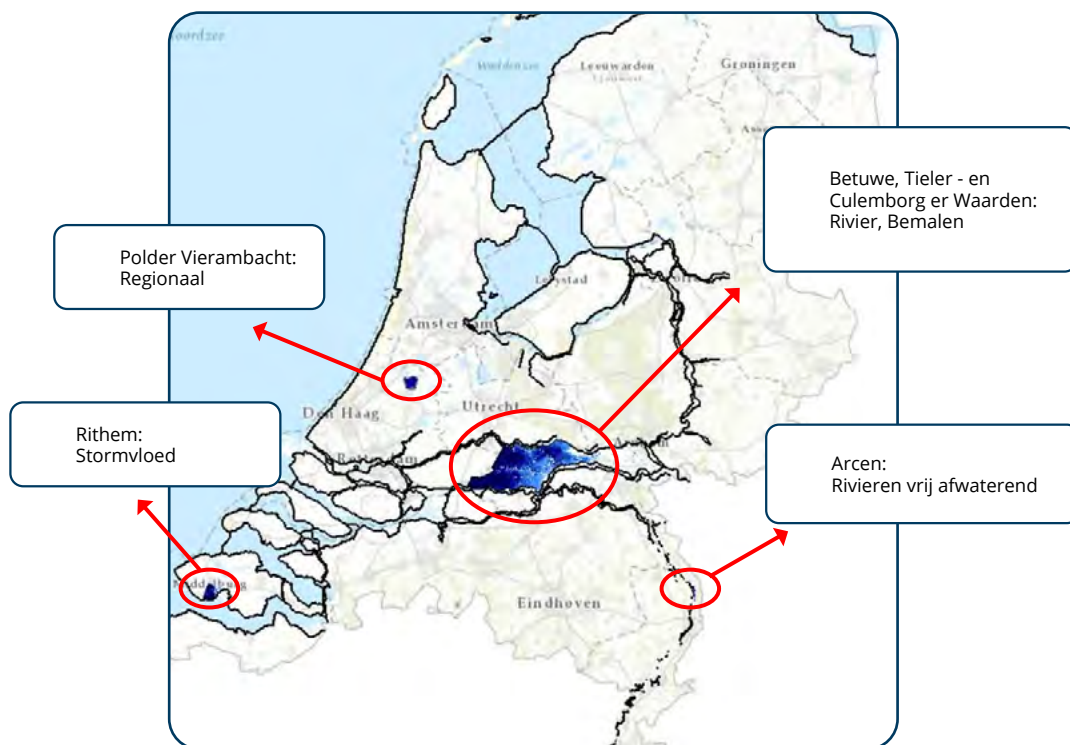 Waddenzee
Leeuwarden
Groningen
Betuwe, Tieler - en
Culemborg er Waarden:
Rivier, Bemalen
Polder Vierambacht:
Regionaal
Lelystad
Amsterdam
Den Haag
Utrecht
Rithem:
Stormvloed
Rotterdam
Arcen:
Rivieren vrij afwaterend
Middelburg
Eindhoven